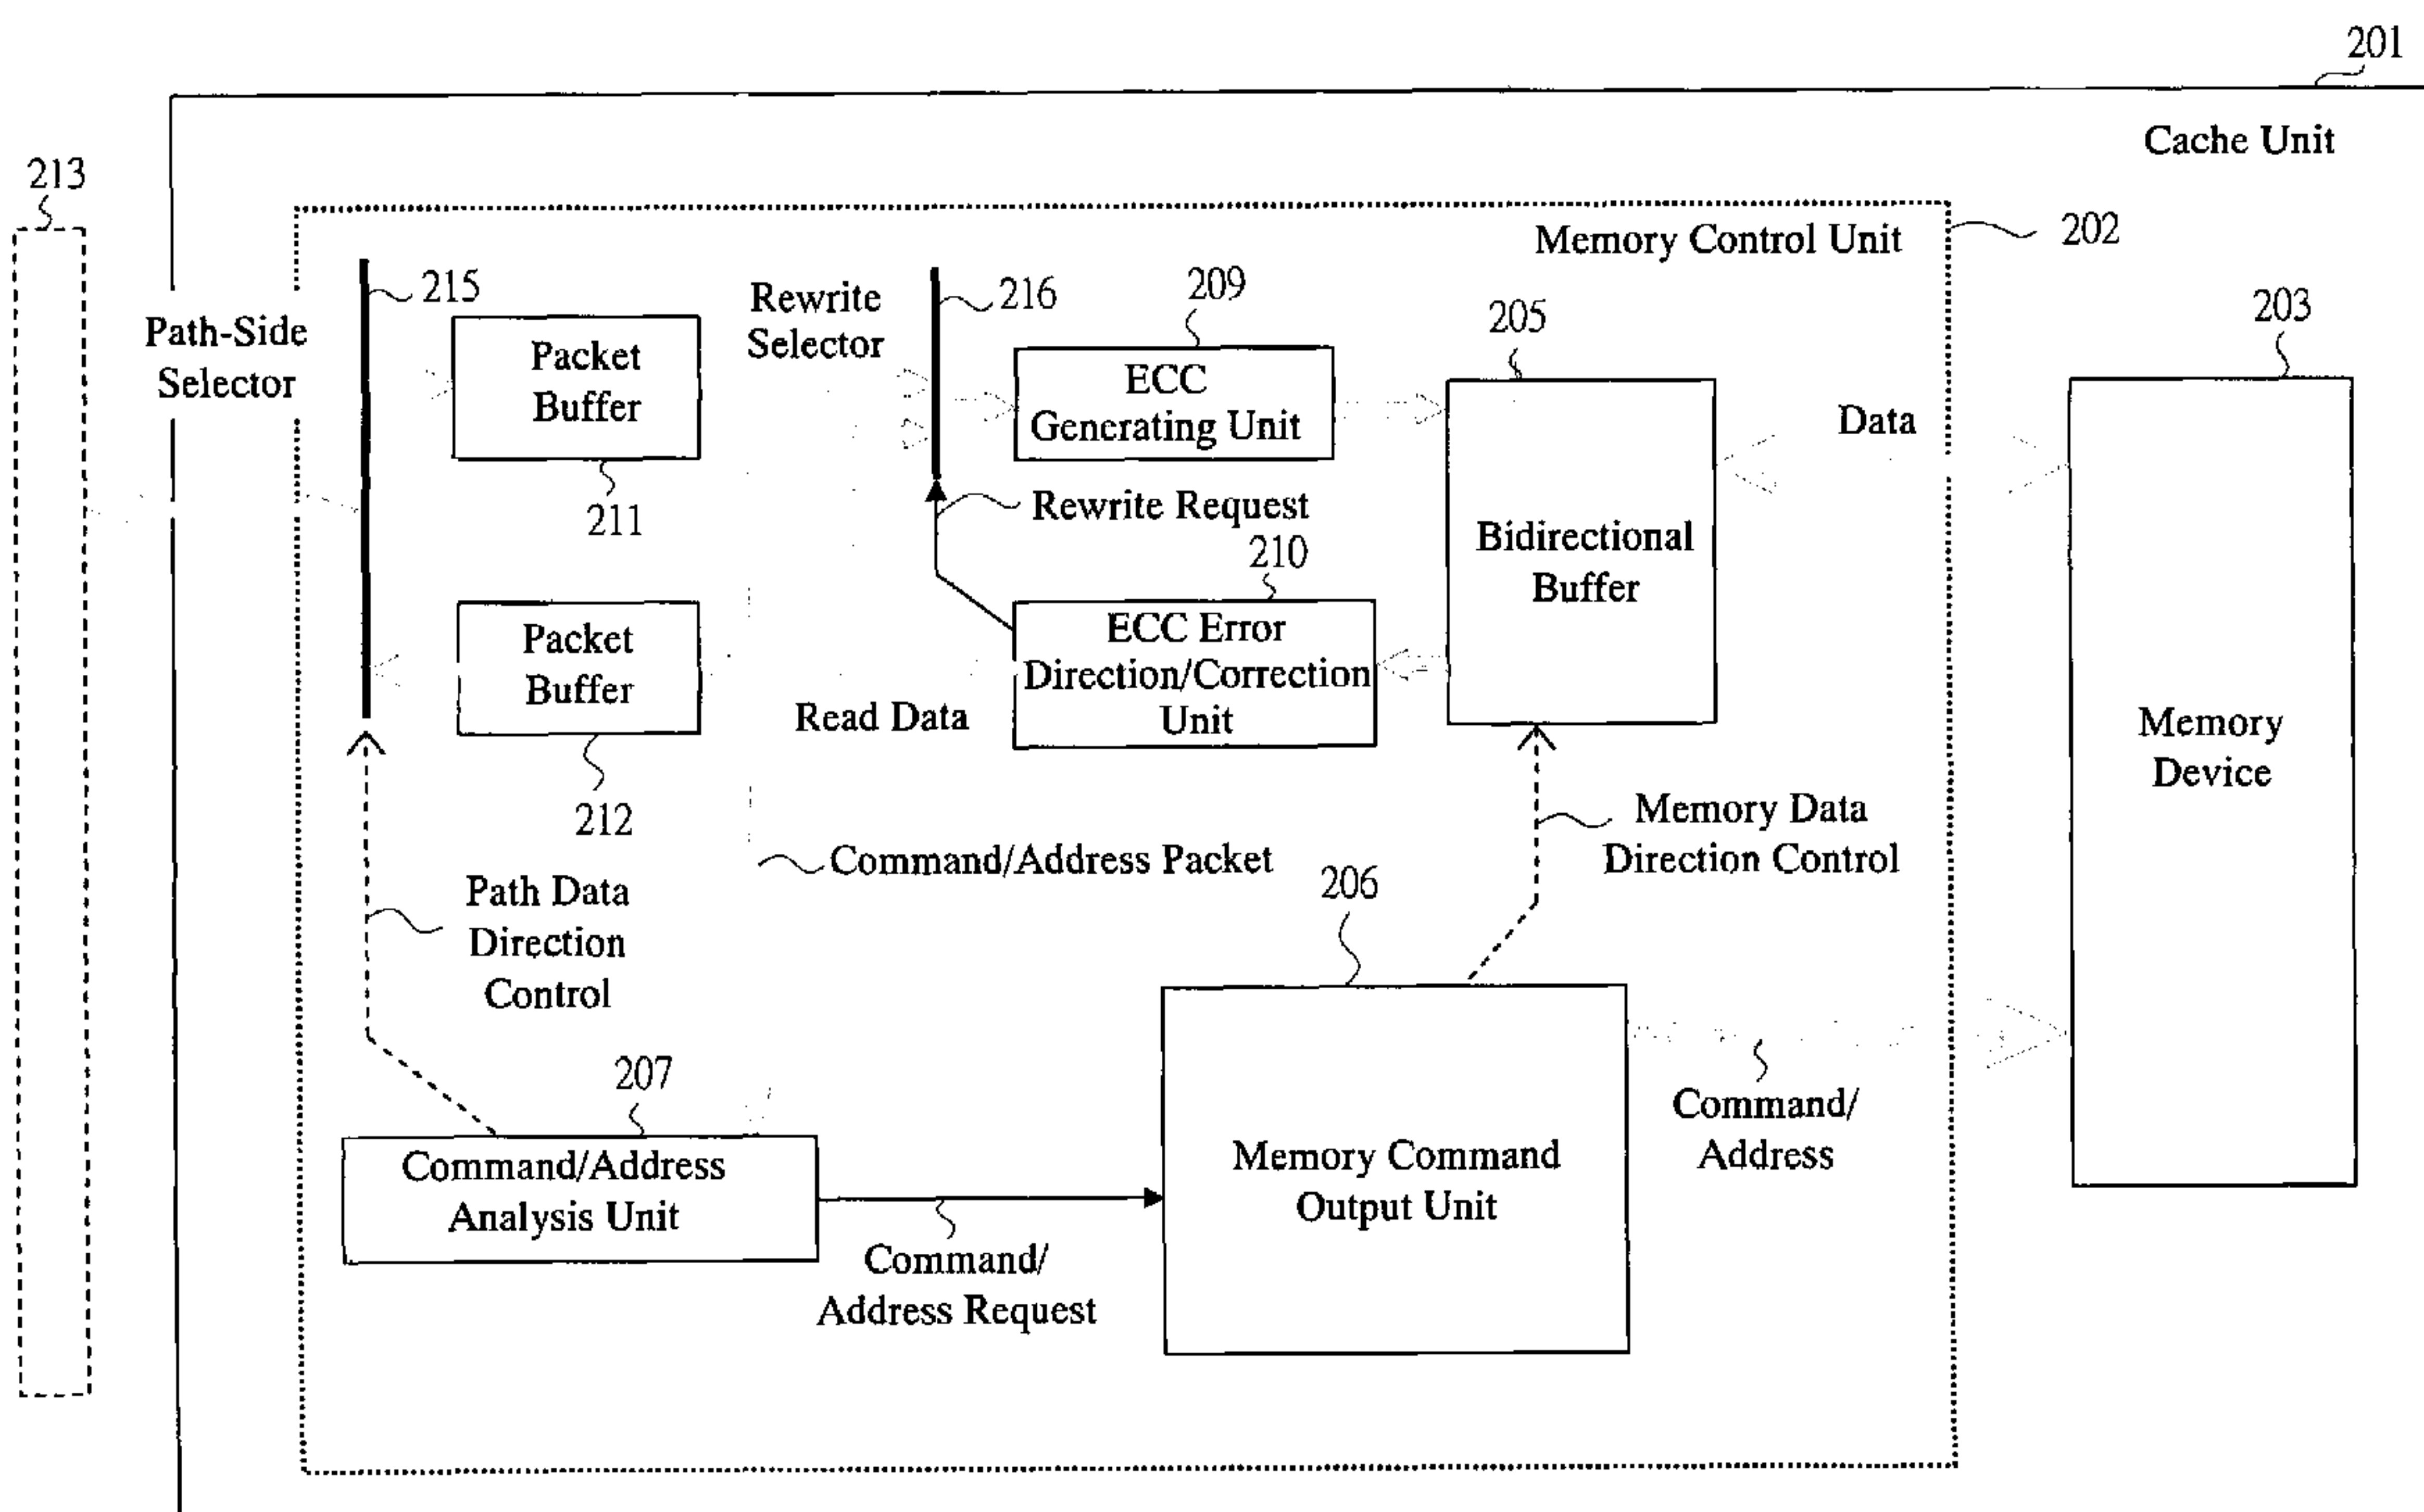 201
Cache Unit
213
Memory Control Unit
202
215
Path-Side
Selector
Packet
Buffer
211
Rewrite
Selector
216
209
ECC
Generating Unit
205
Bidirectional
Buffer
Data
203
Memory
Device
Rewrite Request
210
ECC Error
Direction/Correction
Unit
Packet
Buffer
212
Read Data
Command/Address Packet
Memory Data
Direction Control
Path Data
Direction
Control
206
207
Command/Address
Analysis Unit
Command/
Address Request
Memory Command
Output Unit
Command/
Address